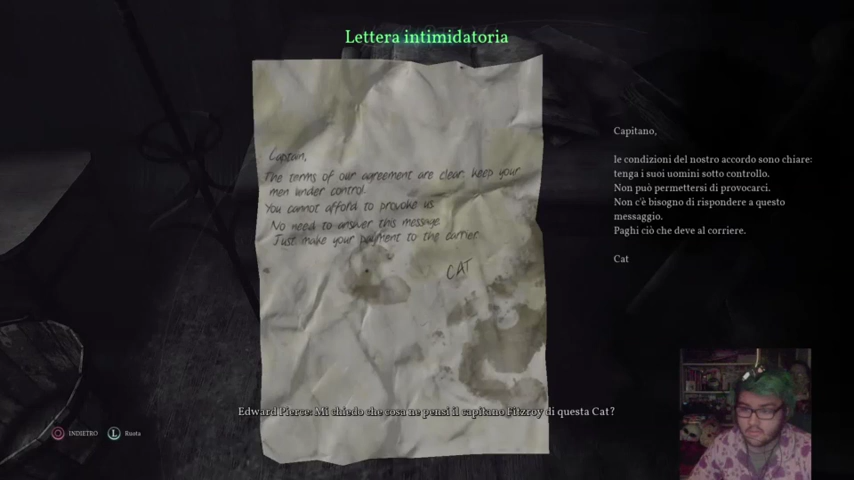 Lettera intimidatoria
Captain,
The terms of our agreement are clear: keep your
men under control.
You cannot afford to provoke us.
No need to answer this message.
Just make your payment to the carrier.
CAT
Capitano,
le condizioni del nostro accordo sono chiare:
tenga i suoi uomini sotto controllo.
Non può permettersi di provocarci.
Non c'è bisogno di rispondere a questo
messaggio.
Paghi ciò che deve al corriere.
Cat
Edward Pierce: Mi chiedo che cosa ne pensi il capitano Fitzroy di questa Cat?
INDIETRO
L Ruota